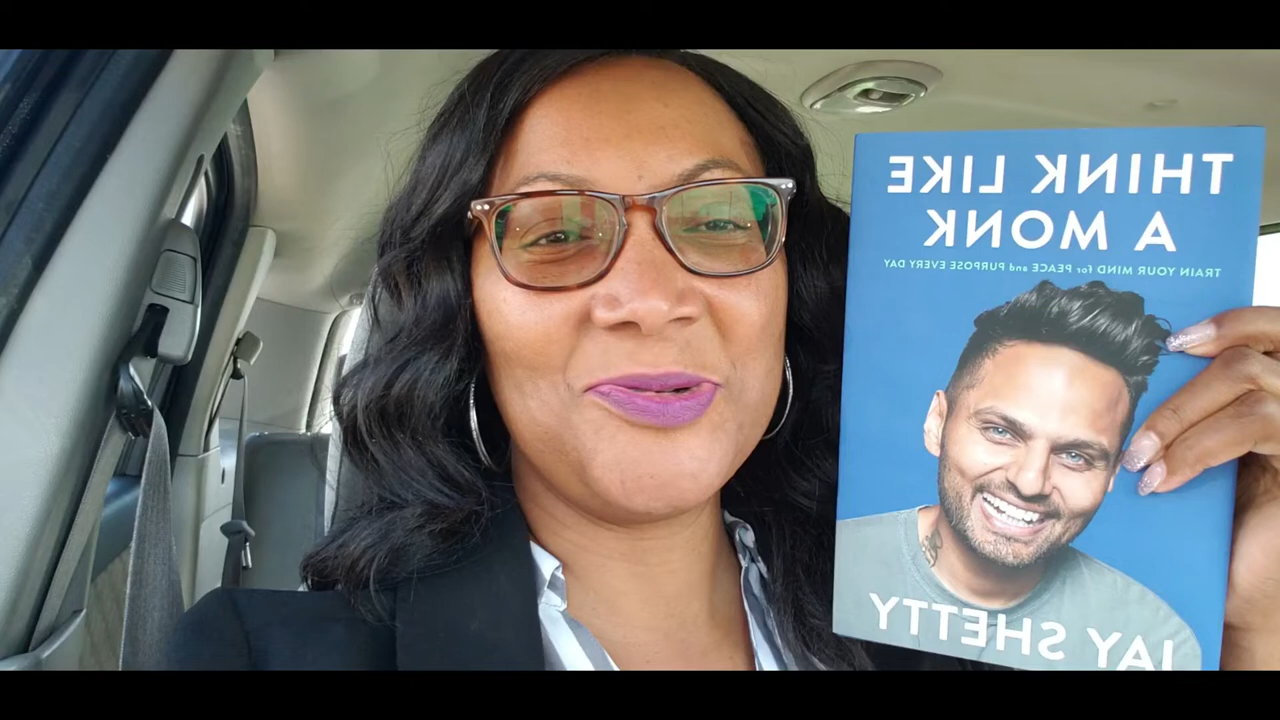 THINK LIKE
A MONK
TRAIN YOUR MIND for PEACE and PURPOSE EVERY DAY
JAY SHETTY